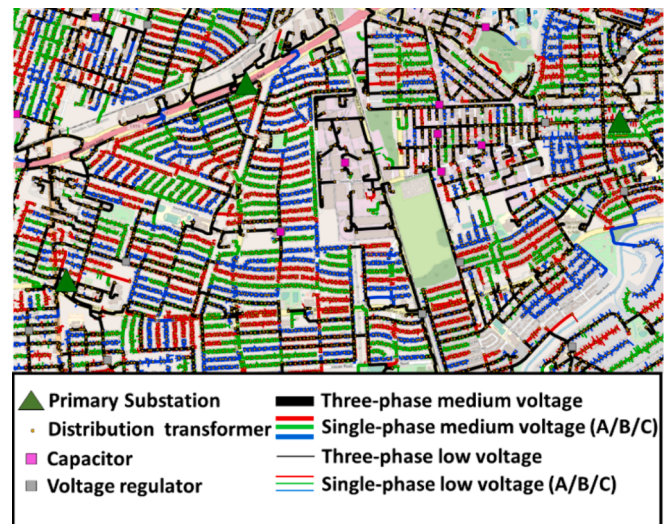 Primary Substation
Distribution transformer
Capacitor
Voltage regulator
Three-phase medium voltage
Single-phase medium voltage (A/B/C)
Three-phase low voltage
Single-phase low voltage (A/B/C)